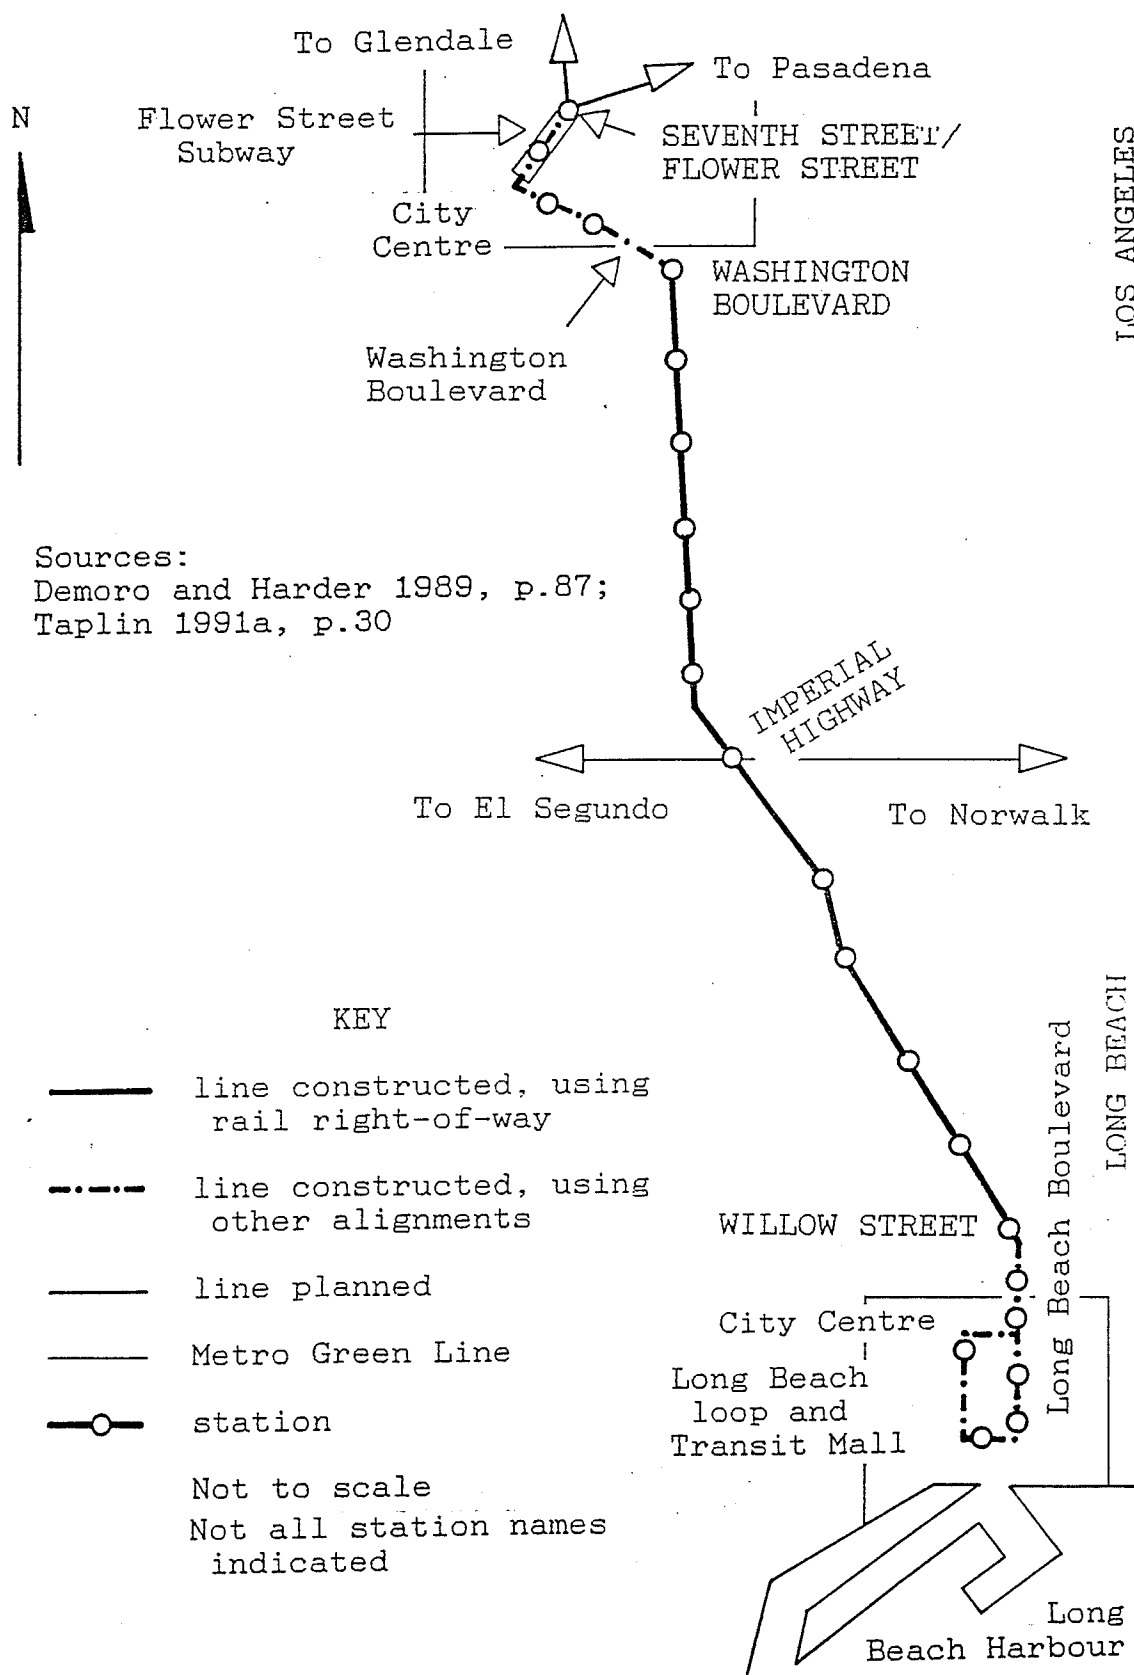 To Glendale
To Pasadena
N
Flower Street
Subway
SEVENTH STREET/
FLOWER STREET
LOS ANGELES
City
Centre
WASHINGTON
BOULEVARD
Washington
Boulevard
Sources:
Demoro and Harder 1989, p.87;
Taplin 1991a, p.30
IMPERIAL
HIGHWAY
To El Segundo
To Norwalk
KEY
line constructed, using
rail right-of-way
line constructed, using
other alignments
line planned
Metro Green Line
station
Not to scale
Not all station names
indicated
LONG BEACH
Long Beach Boulevard
WILLOW STREET
City Centre
Long Beach
loop and
Transit Mall
Long
Beach Harbour